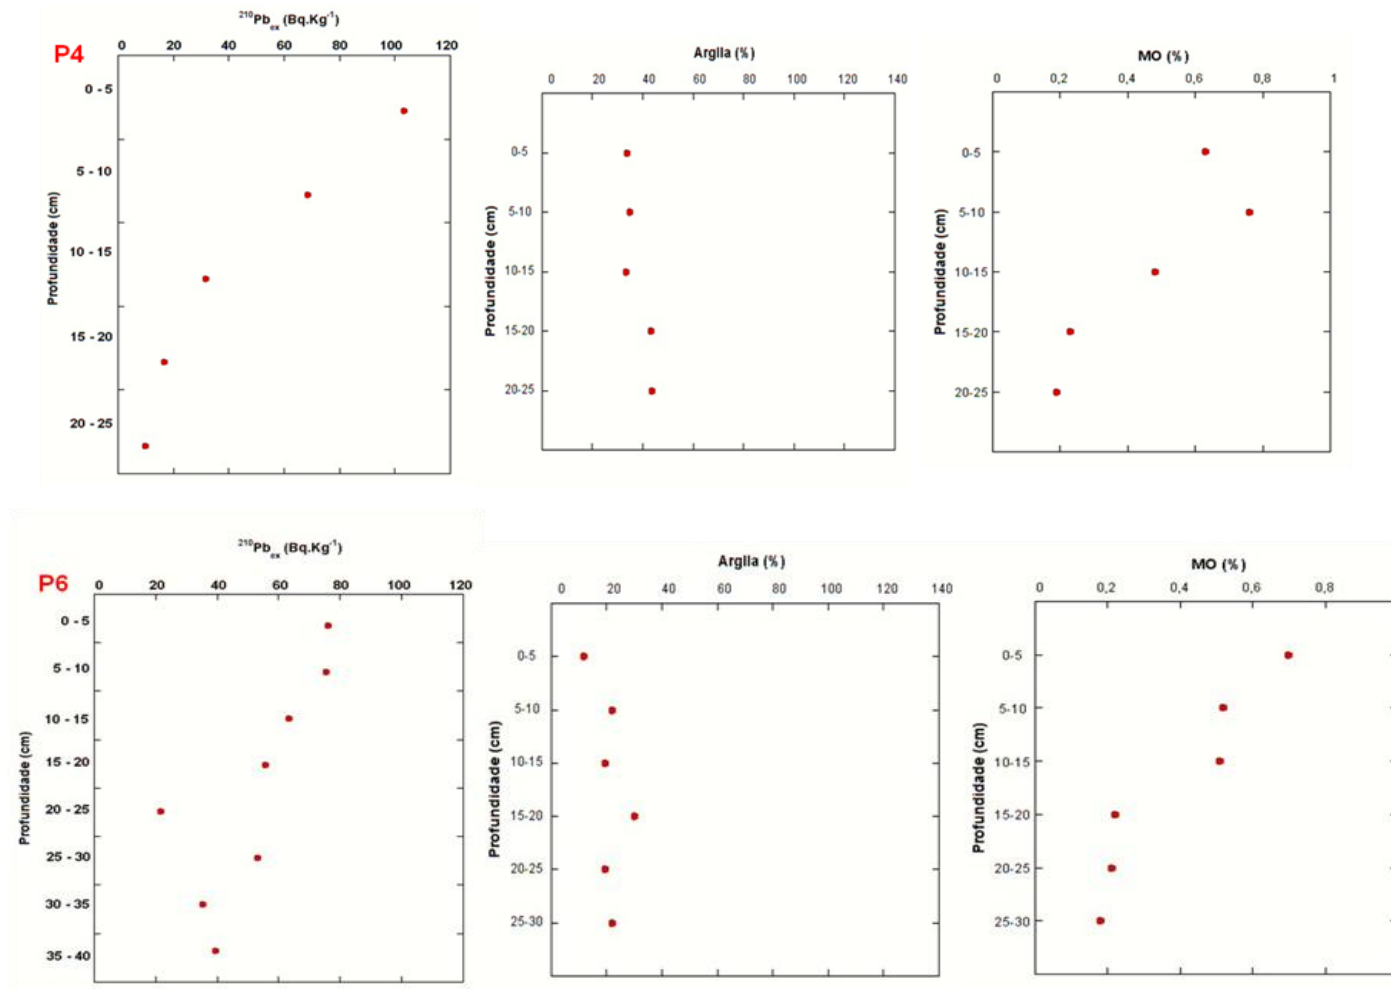 ²¹⁰Pb_ex (Bq.Kg⁻¹)
0 20 40 60 80 100 120
P4
Profundidade (cm)
0 - 5
5 - 10
10 - 15
15 - 20
20 - 25
Argila (%)
20 40 60 80 100 120 140
Profundidade (cm)
0-5
5-10
10-15
15-20
20-25
MO (%)
0 0,2 0,4 0,6 0,8 1
Profundidade (cm)
0-5
5-10
10-15
15-20
20-25
²¹⁰Pb_ex (Bq.Kg⁻¹)
P6
0 20 40 60 80 100 120
Profundidade (cm)
0 - 5
5 - 10
10 - 15
15 - 20
20 - 25
25 - 30
30 - 35
35 - 40
Argila (%)
0 20 40 60 80 100 120 140
Profundidade (cm)
0-5
5-10
10-15
15-20
20-25
25-30
MO (%)
0 0,2 0,4 0,6 0,8
Profundidade (cm)
0-5
5-10
10-15
15-20
20-25
25-30